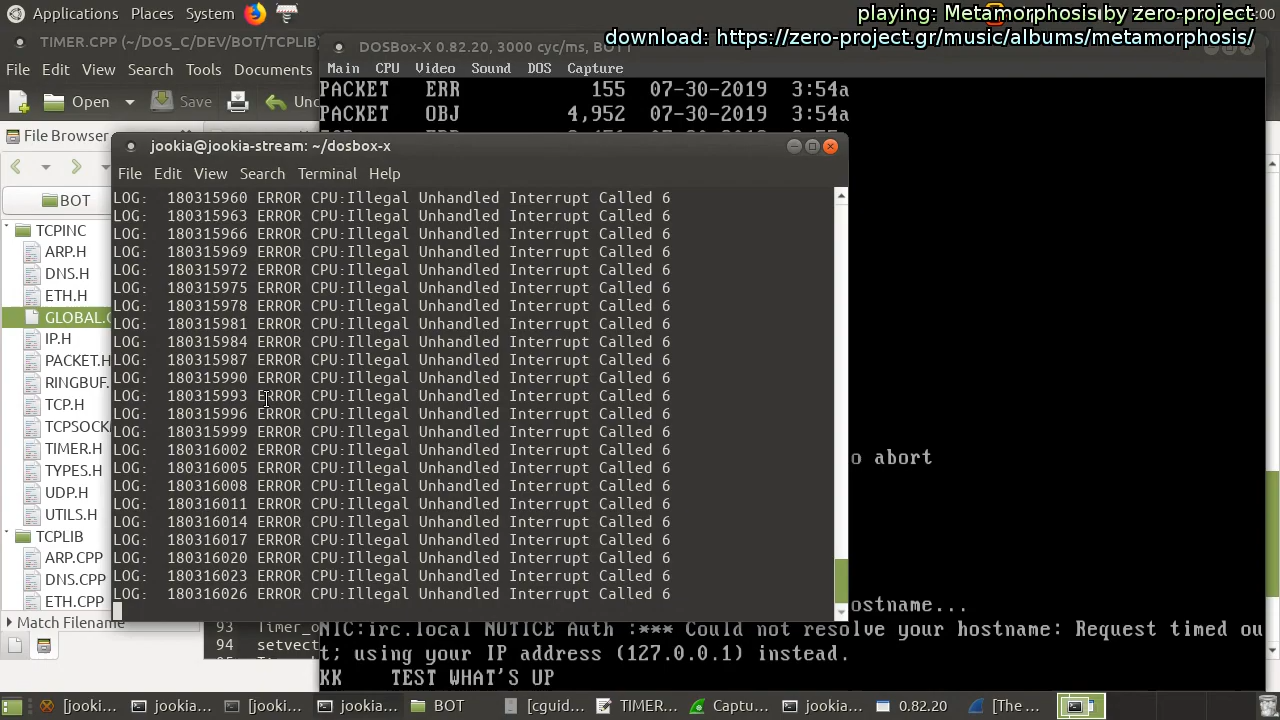 Applications Places System
playing: Metamorphosis by zero-project
:00
download: https://zero-project.gr/music/albums/metamorphosis/
TIMER.CPP (~/DOS_C/DEV/BOT/TCPLIB)
DOSBox-X 0.82.20, 3000 cyc/ms, BOT
File Edit View Search Tools Documents
Main CPU Video Sound DOS Capture
Open Save
PACKET ERR 155 07-30-2019 3:54a
PACKET OBJ 4,952 07-30-2019 3:54a
File Browser
jookia@jookia-stream: ~/dosbox-x
File Edit View Search Terminal Help
BOT
TCPINC
ARP.H
DNS.H
ETH.H
GLOBAL.
IP.H
PACKET.H
RINGBUF.
TCP.H
TCPSOCK
TIMER.H
TYPES.H
UDP.H
UTILS.H
TCPLIB
ARP.CPP
DNS.CPP
ETH.CPP
Match Filename
LOG: 180315960 ERROR CPU:Illegal Unhandled Interrupt Called 6
LOG: 180315963 ERROR CPU:Illegal Unhandled Interrupt Called 6
LOG: 180315966 ERROR CPU:Illegal Unhandled Interrupt Called 6
LOG: 180315969 ERROR CPU:Illegal Unhandled Interrupt Called 6
LOG: 180315972 ERROR CPU:Illegal Unhandled Interrupt Called 6
LOG: 180315975 ERROR CPU:Illegal Unhandled Interrupt Called 6
LOG: 180315978 ERROR CPU:Illegal Unhandled Interrupt Called 6
LOG: 180315981 ERROR CPU:Illegal Unhandled Interrupt Called 6
LOG: 180315984 ERROR CPU:Illegal Unhandled Interrupt Called 6
LOG: 180315987 ERROR CPU:Illegal Unhandled Interrupt Called 6
LOG: 180315990 ERROR CPU:Illegal Unhandled Interrupt Called 6
LOG: 180315993 ERROR CPU:Illegal Unhandled Interrupt Called 6
LOG: 180315996 ERROR CPU:Illegal Unhandled Interrupt Called 6
LOG: 180315999 ERROR CPU:Illegal Unhandled Interrupt Called 6
LOG: 180316002 ERROR CPU:Illegal Unhandled Interrupt Called 6
LOG: 180316005 ERROR CPU:Illegal Unhandled Interrupt Called 6
LOG: 180316008 ERROR CPU:Illegal Unhandled Interrupt Called 6
LOG: 180316011 ERROR CPU:Illegal Unhandled Interrupt Called 6
LOG: 180316014 ERROR CPU:Illegal Unhandled Interrupt Called 6
LOG: 180316017 ERROR CPU:Illegal Unhandled Interrupt Called 6
LOG: 180316020 ERROR CPU:Illegal Unhandled Interrupt Called 6
LOG: 180316023 ERROR CPU:Illegal Unhandled Interrupt Called 6
LOG: 180316026 ERROR CPU:Illegal Unhandled Interrupt Called 6
o abort
ostname...
93 Timer_o
94 setvect
NIC:irc.local NOTICE Auth :*** Could not resolve your hostname: Request timed ou
t; using your IP address (127.0.0.1) instead.
KK TEST WHAT'S UP
[jooki... jookia... [jooki... jookia... BOT [cguid... TIMER... Captu... jookia... 0.82.20 [The ...